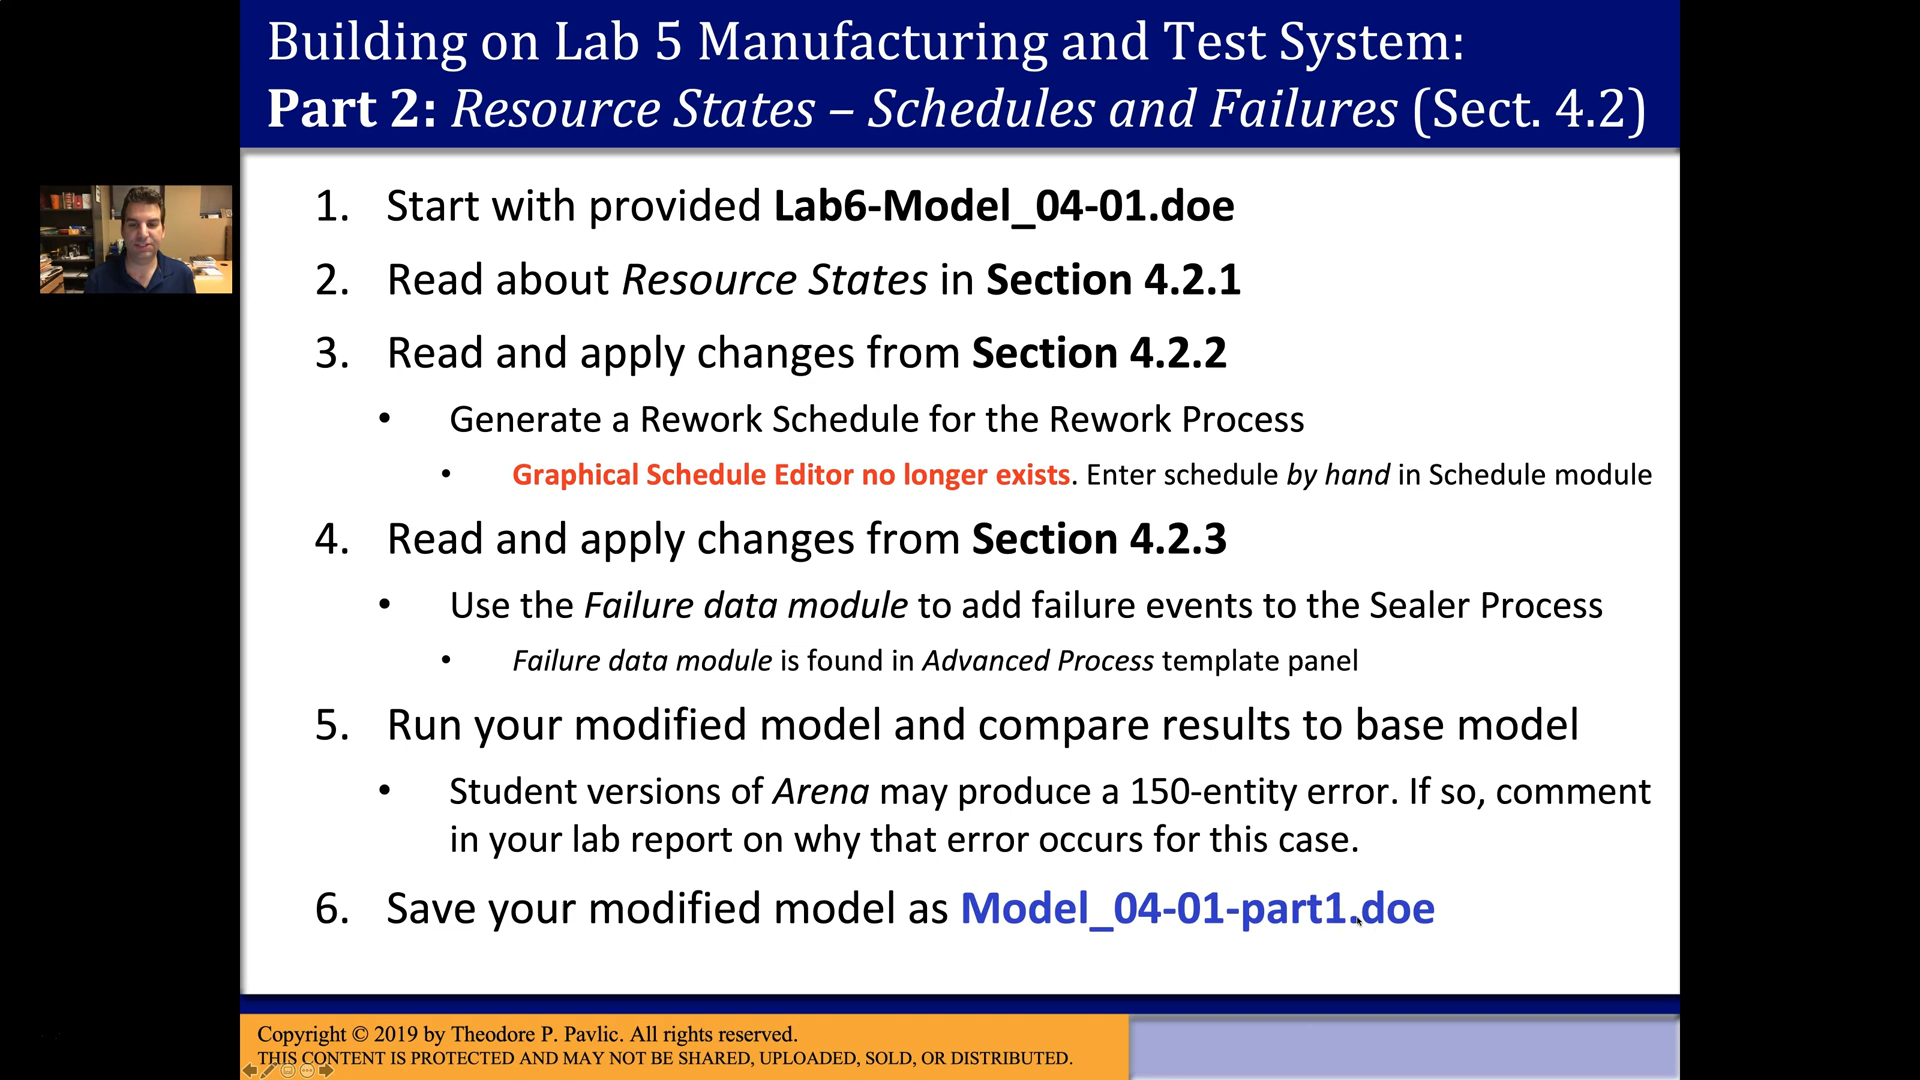 Building on Lab 5 Manufacturing and Test System:
Part 2: Resource States – Schedules and Failures (Sect. 4.2)
1. Start with provided Lab6-Model_04-01.doe
2. Read about Resource States in Section 4.2.1
3. Read and apply changes from Section 4.2.2
• Generate a Rework Schedule for the Rework Process
• Graphical Schedule Editor no longer exists. Enter schedule by hand in Schedule module
4. Read and apply changes from Section 4.2.3
• Use the Failure data module to add failure events to the Sealer Process
• Failure data module is found in Advanced Process template panel
5. Run your modified model and compare results to base model
• Student versions of Arena may produce a 150-entity error. If so, comment
in your lab report on why that error occurs for this case.
6. Save your modified model as Model_04-01-part1.doe
Copyright © 2019 by Theodore P. Pavlic. All rights reserved.
THIS CONTENT IS PROTECTED AND MAY NOT BE SHARED, UPLOADED, SOLD, OR DISTRIBUTED.